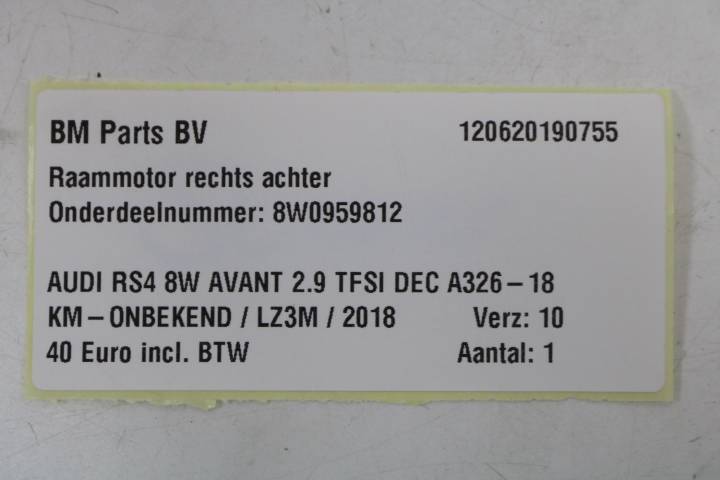 BM Parts BV 120620190755
Raammotor rechts achter
Onderdeelnummer: 8W0959812
AUDI RS4 8W AVANT 2.9 TFSI DEC A326-18
KM-ONBEKEND / LZ3M / 2018 Verz: 10
40 Euro incl. BTW Aantal: 1